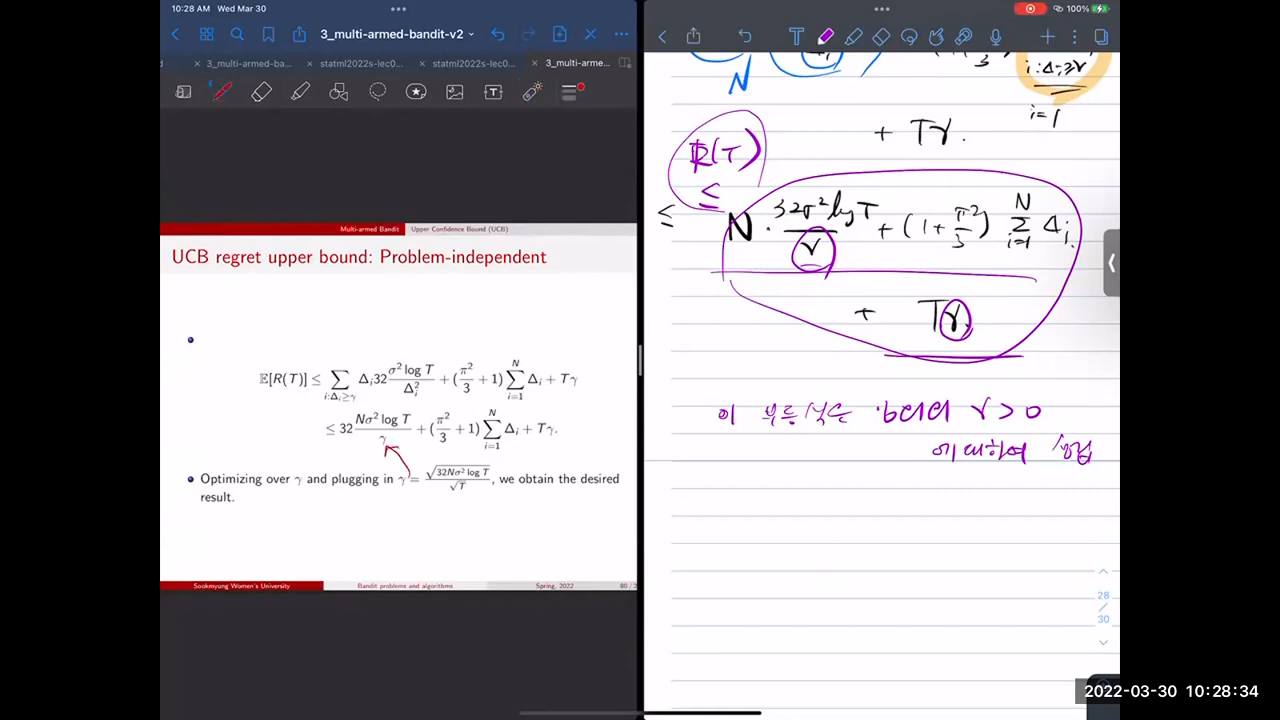 10:28 AM Wed Mar 30
100%
3_multi-armed-bandit-v2
3_multi-armed-ba...
statml2022s-lec0...
statml2022s-lec0...
3_multi-arme...
Multi-armed Bandit Upper Confidence Bound (UCB)
UCB regret upper bound: Problem-independent
𝔼[R(T)] ≤ ∑_{i:Δ_i≥γ} Δ_i 32 σ² log T / Δ_i² + (π²/3 + 1) ∑_{i=1}^{N} Δ_i + Tγ
≤ 32 Nσ² log T / γ + (π²/3 + 1) ∑_{i=1}^{N} Δ_i + Tγ.
Optimizing over γ and plugging in γ = √(32Nσ² log T) / √T, we obtain the desired
result.
Sookmyung Women's University Bandit problems and algorithms Spring, 2022
N
i:Δ_i≥γ
i=1
+ Tγ.
R(T)
≤
≤ N · 32σ² log T / γ + (1 + π²/3) ∑_{i=1}^{N} Δ_i.
+ Tγ.
이 부등식은 γ > 0
에 대하여 성립
28
/
30
2022-03-30 10:28:34